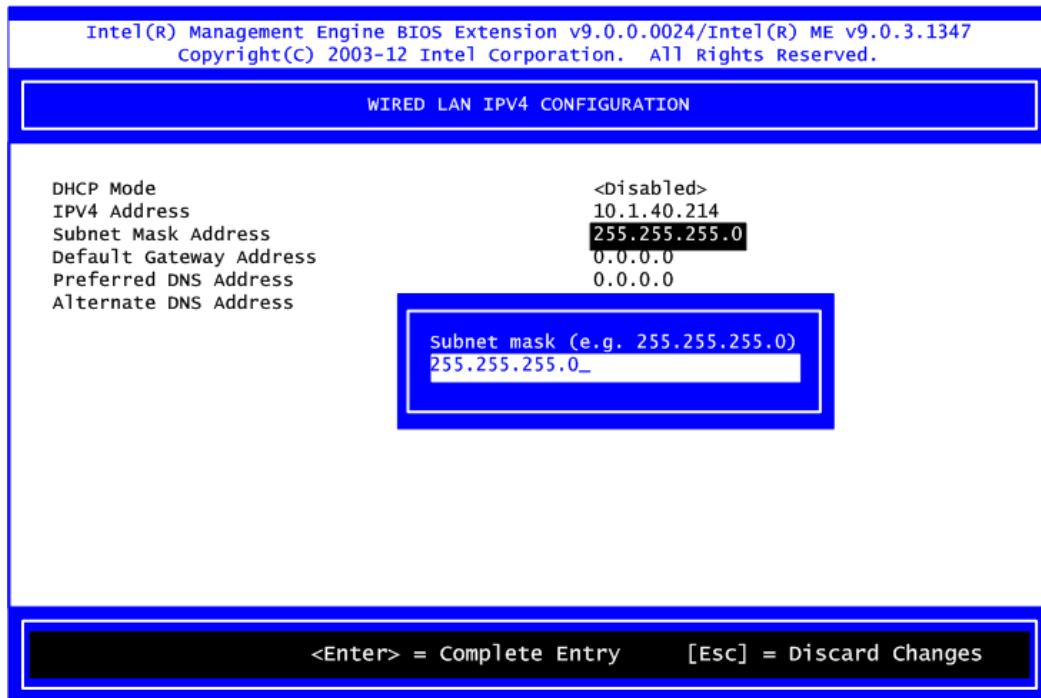 Intel(R) Management Engine BIOS Extension v9.0.0.0024/Intel(R) ME v9.0.3.1347
Copyright(C) 2003-12 Intel Corporation. All Rights Reserved.
WIRED LAN IPV4 CONFIGURATION
DHCP Mode <Disabled>
IPV4 Address 10.1.40.214
Subnet Mask Address 255.255.255.0
Default Gateway Address 0.0.0.0
Preferred DNS Address 0.0.0.0
Alternate DNS Address
Subnet mask (e.g. 255.255.255.0)
255.255.255.0_
<Enter> = Complete Entry [Esc] = Discard Changes